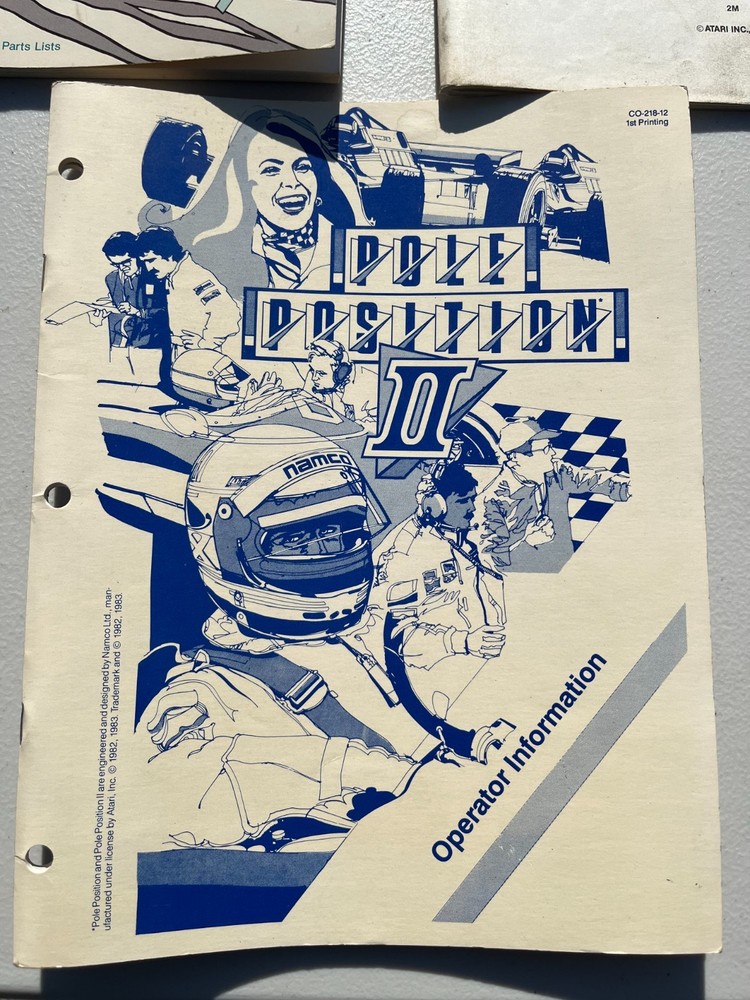 Parts Lists
2M
© ATARI INC.,
CO-218-12
1st Printing
POLE
POSITION*
II
namco
Operator Information
*Pole Position and Pole Position II are engineered and designed by Namco Ltd., man-
ufactured under license by Atari, Inc. © 1982, 1983. Trademark and © 1982, 1983.